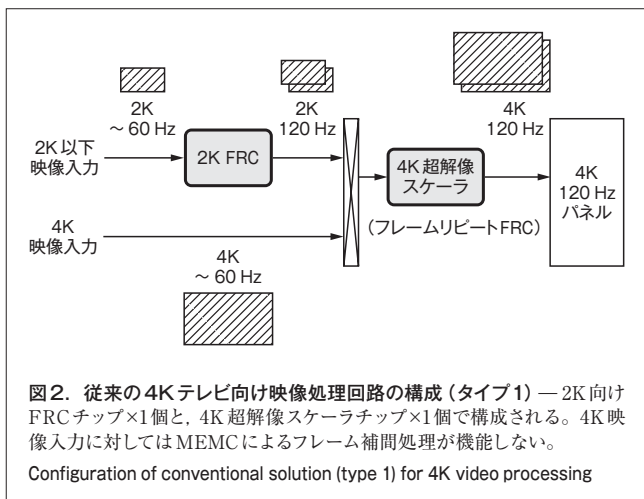 2K
～60 Hz
2K
120 Hz
4K
120 Hz
2K以下
映像入力
2K FRC
4K超解像
スケーラ
4K
120 Hz
パネル
(フレームリピートFRC)
4K
映像入力
4K
～60 Hz
図2. 従来の4Kテレビ向け映像処理回路の構成(タイプ1) — 2K向け
FRCチップ×1個と，4K超解像スケーラチップ×1個で構成される。4K映
像入力に対してはMEMCによるフレーム補間処理が機能しない。
Configuration of conventional solution (type 1) for 4K video processing